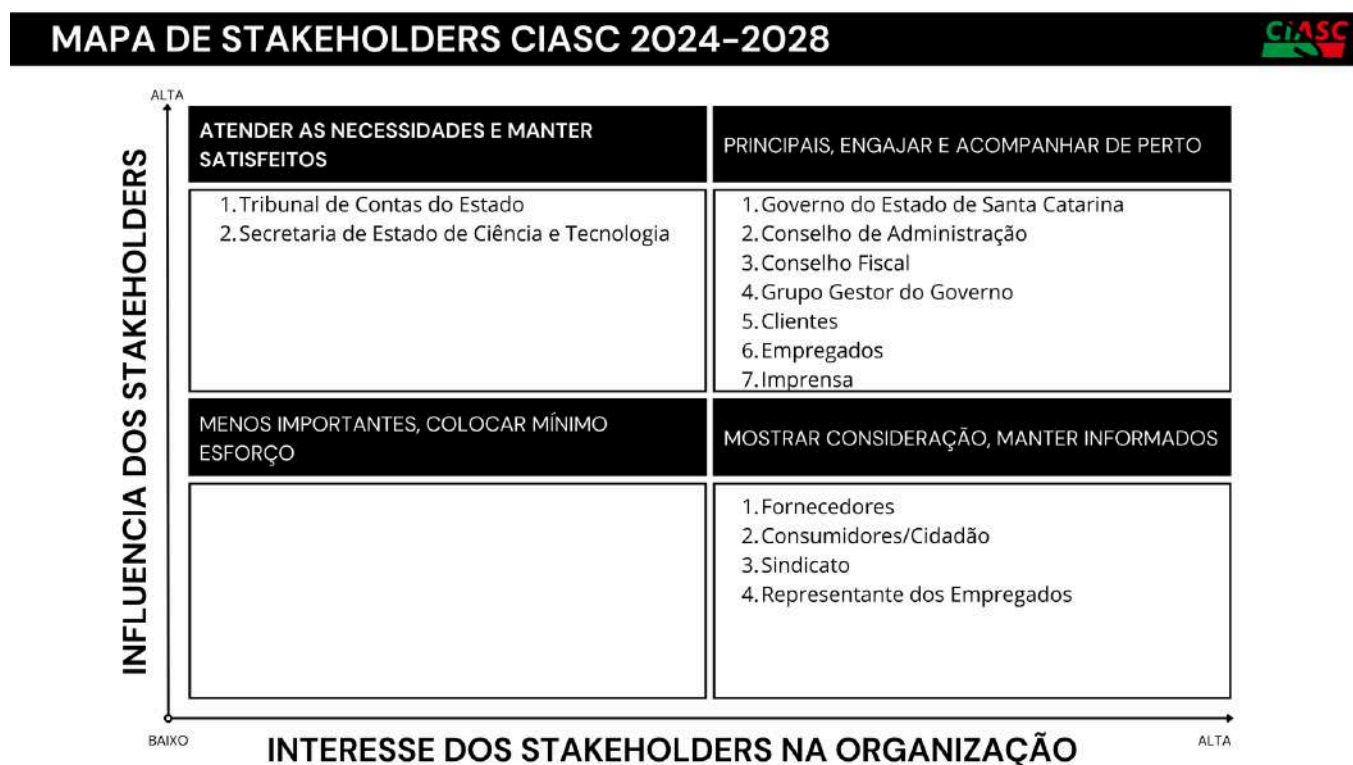 MAPA DE STAKEHOLDERS CIASC 2024-2028
CiASC
ALTA
INFLUENCIA DOS STAKEHOLDERS
ATENDER AS NECESSIDADES E MANTER
SATISFEITOS
1.Tribunal de Contas do Estado
2.Secretaria de Estado de Ciência e Tecnologia
PRINCIPAIS, ENGAJAR E ACOMPANHAR DE PERTO
1.Governo do Estado de Santa Catarina
2.Conselho de Administração
3.Conselho Fiscal
4.Grupo Gestor do Governo
5.Clientes
6.Empregados
7.Imprensa
MENOS IMPORTANTES, COLOCAR MÍNIMO
ESFORÇO
MOSTRAR CONSIDERAÇÃO, MANTER INFORMADOS
1.Fornecedores
2.Consumidores/Cidadão
3.Sindicato
4.Representante dos Empregados
BAIXO
INTERESSE DOS STAKEHOLDERS NA ORGANIZAÇÃO
ALTA